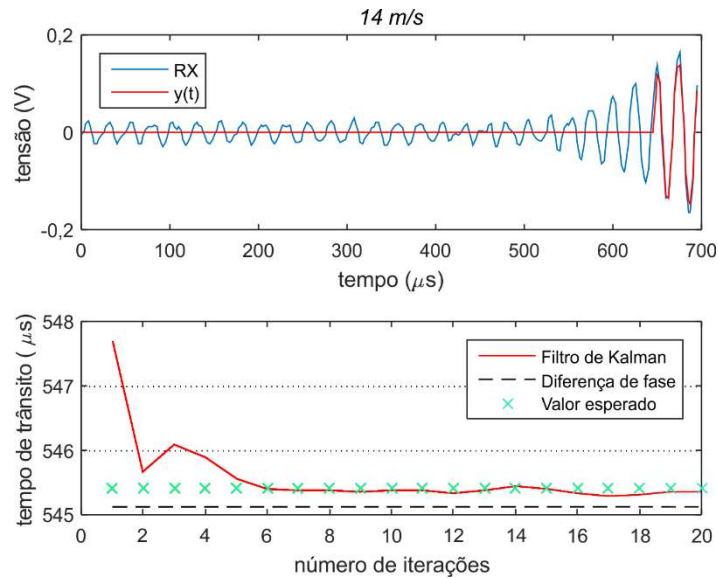 14 m/s
0,2
0
-0,2
tensão (V)
RX
y(t)
0 100 200 300 400 500 600 700
tempo (μs)
548
547
546
545
tempo de trânsito ( μs)
Filtro de Kalman
Diferença de fase
Valor esperado
0 2 4 6 8 10 12 14 16 18 20
número de iterações